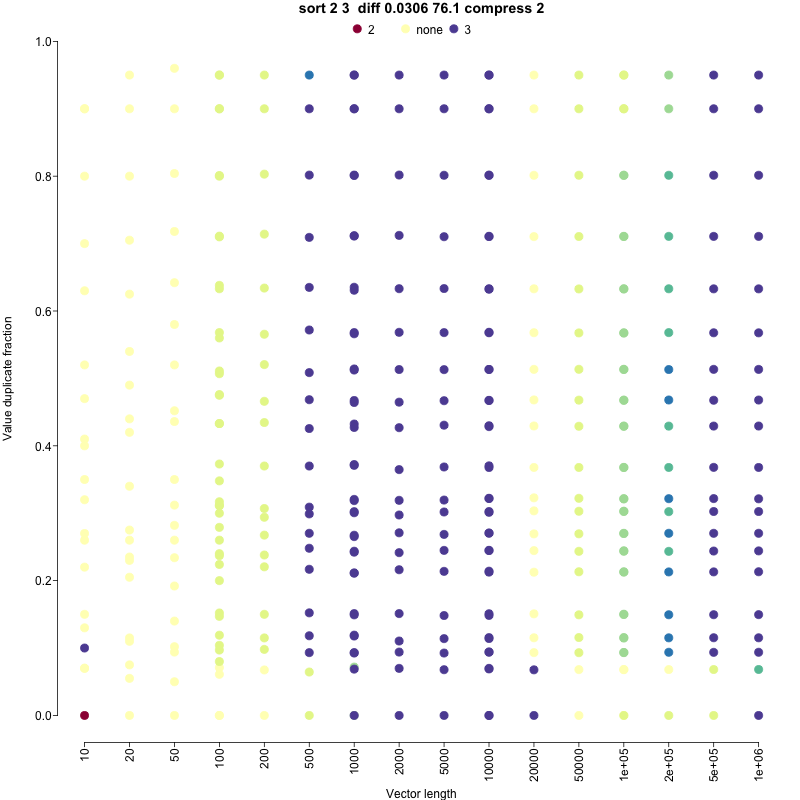 sort 2 3  diff 0.0306 76.1 compress 2
2 none 3
1.0
0.8
0.6
0.4
0.2
0.0
Value duplicate fraction
10 20 50 100 200 500 1000 2000 5000 10000 20000 50000 1e+05 2e+05 5e+05 1e+06
Vector length